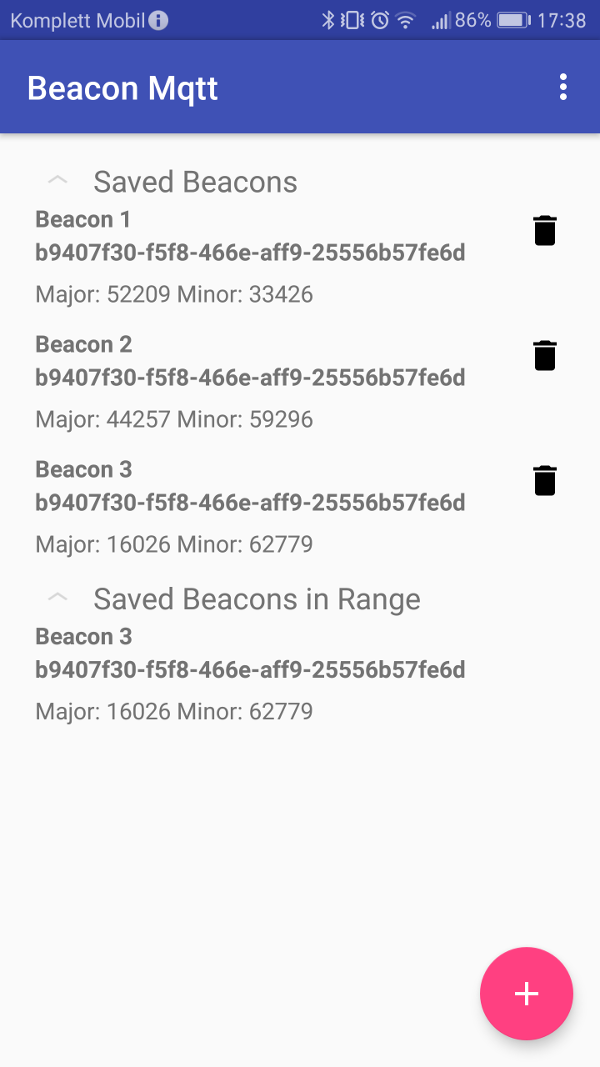 Komplett Mobil 86% 17:38
Beacon Mqtt
Saved Beacons
Beacon 1
b9407f30-f5f8-466e-aff9-25556b57fe6d
Major: 52209 Minor: 33426
Beacon 2
b9407f30-f5f8-466e-aff9-25556b57fe6d
Major: 44257 Minor: 59296
Beacon 3
b9407f30-f5f8-466e-aff9-25556b57fe6d
Major: 16026 Minor: 62779
Saved Beacons in Range
Beacon 3
b9407f30-f5f8-466e-aff9-25556b57fe6d
Major: 16026 Minor: 62779